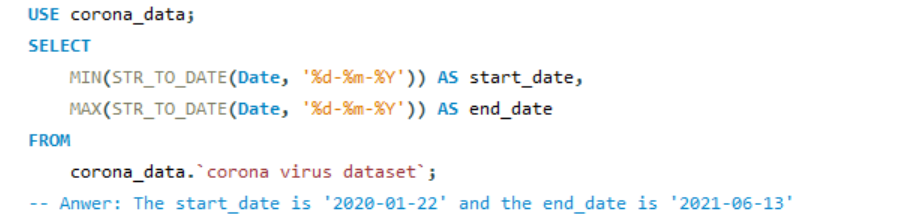 USE corona_data;
SELECT
MIN(STR_TO_DATE(Date, '%d-%m-%Y')) AS start_date,
MAX(STR_TO_DATE(Date, '%d-%m-%Y')) AS end_date
FROM
corona_data.`corona virus dataset`;
-- Anwer: The start_date is '2020-01-22' and the end_date is '2021-06-13'